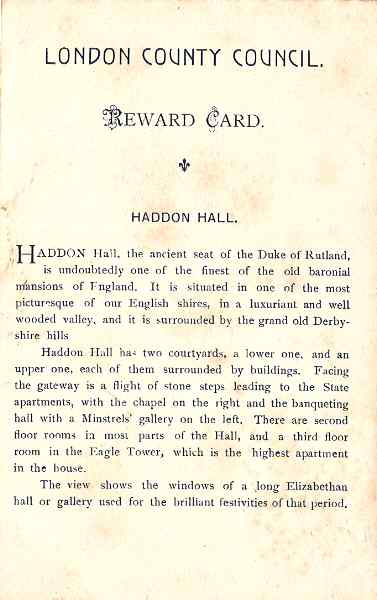 LONDON COUNTY COUNCIL.
REWARD CARD.
HADDON HALL.
HADDON Hall, the ancient seat of the Duke of Rutland,
is undoubtedly one of the finest of the old baronial
mansions of England. It is situated in one of the most
picturesque of our English shires, in a luxuriant and well
wooded valley, and it is surrounded by the grand old Derby-
shire hills
Haddon Hall has two courtyards, a lower one, and an
upper one, each of them surrounded by buildings. Facing
the gateway is a flight of stone steps leading to the State
apartments, with the chapel on the right and the banqueting
hall with a Minstrels' gallery on the left. There are second
floor rooms in most parts of the Hall, and a third floor
room in the Eagle Tower, which is the highest apartment
in the house.
The view shows the windows of a long Elizabethan
hall or gallery used for the brilliant festivities of that period.